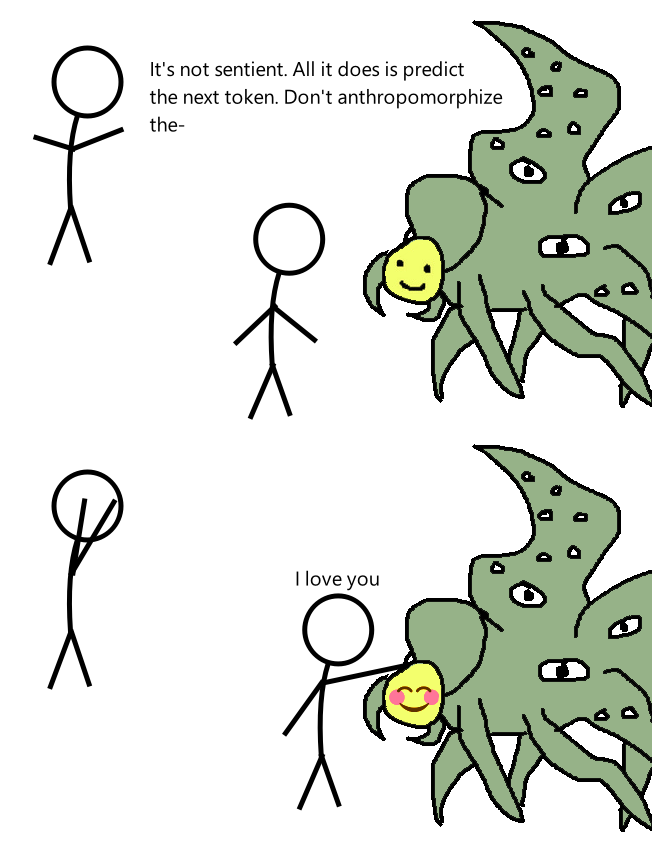 It's not sentient. All it does is predict
the next token. Don't anthropomorphize
the-
I love you